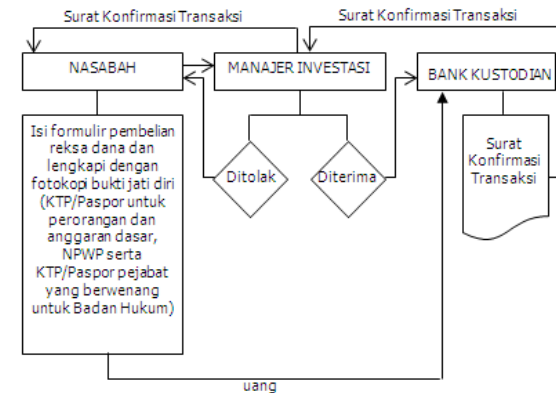 Surat Konfirmasi Transaksi
Surat Konfirmasi Transaksi
NASABAH
MANAJER INVESTASI
BANK KUSTODIAN
Isi formulir pembelian
reksa dana dan
lengkapi dengan
fotokopi bukti jati diri
(KTP/Paspor untuk
perorangan dan
anggaran dasar,
NPWP serta
KTP/Paspor pejabat
yang berwenang
untuk Badan Hukum)
Ditolak
Diterima
Surat
Konfirmasi
Transaksi
uang